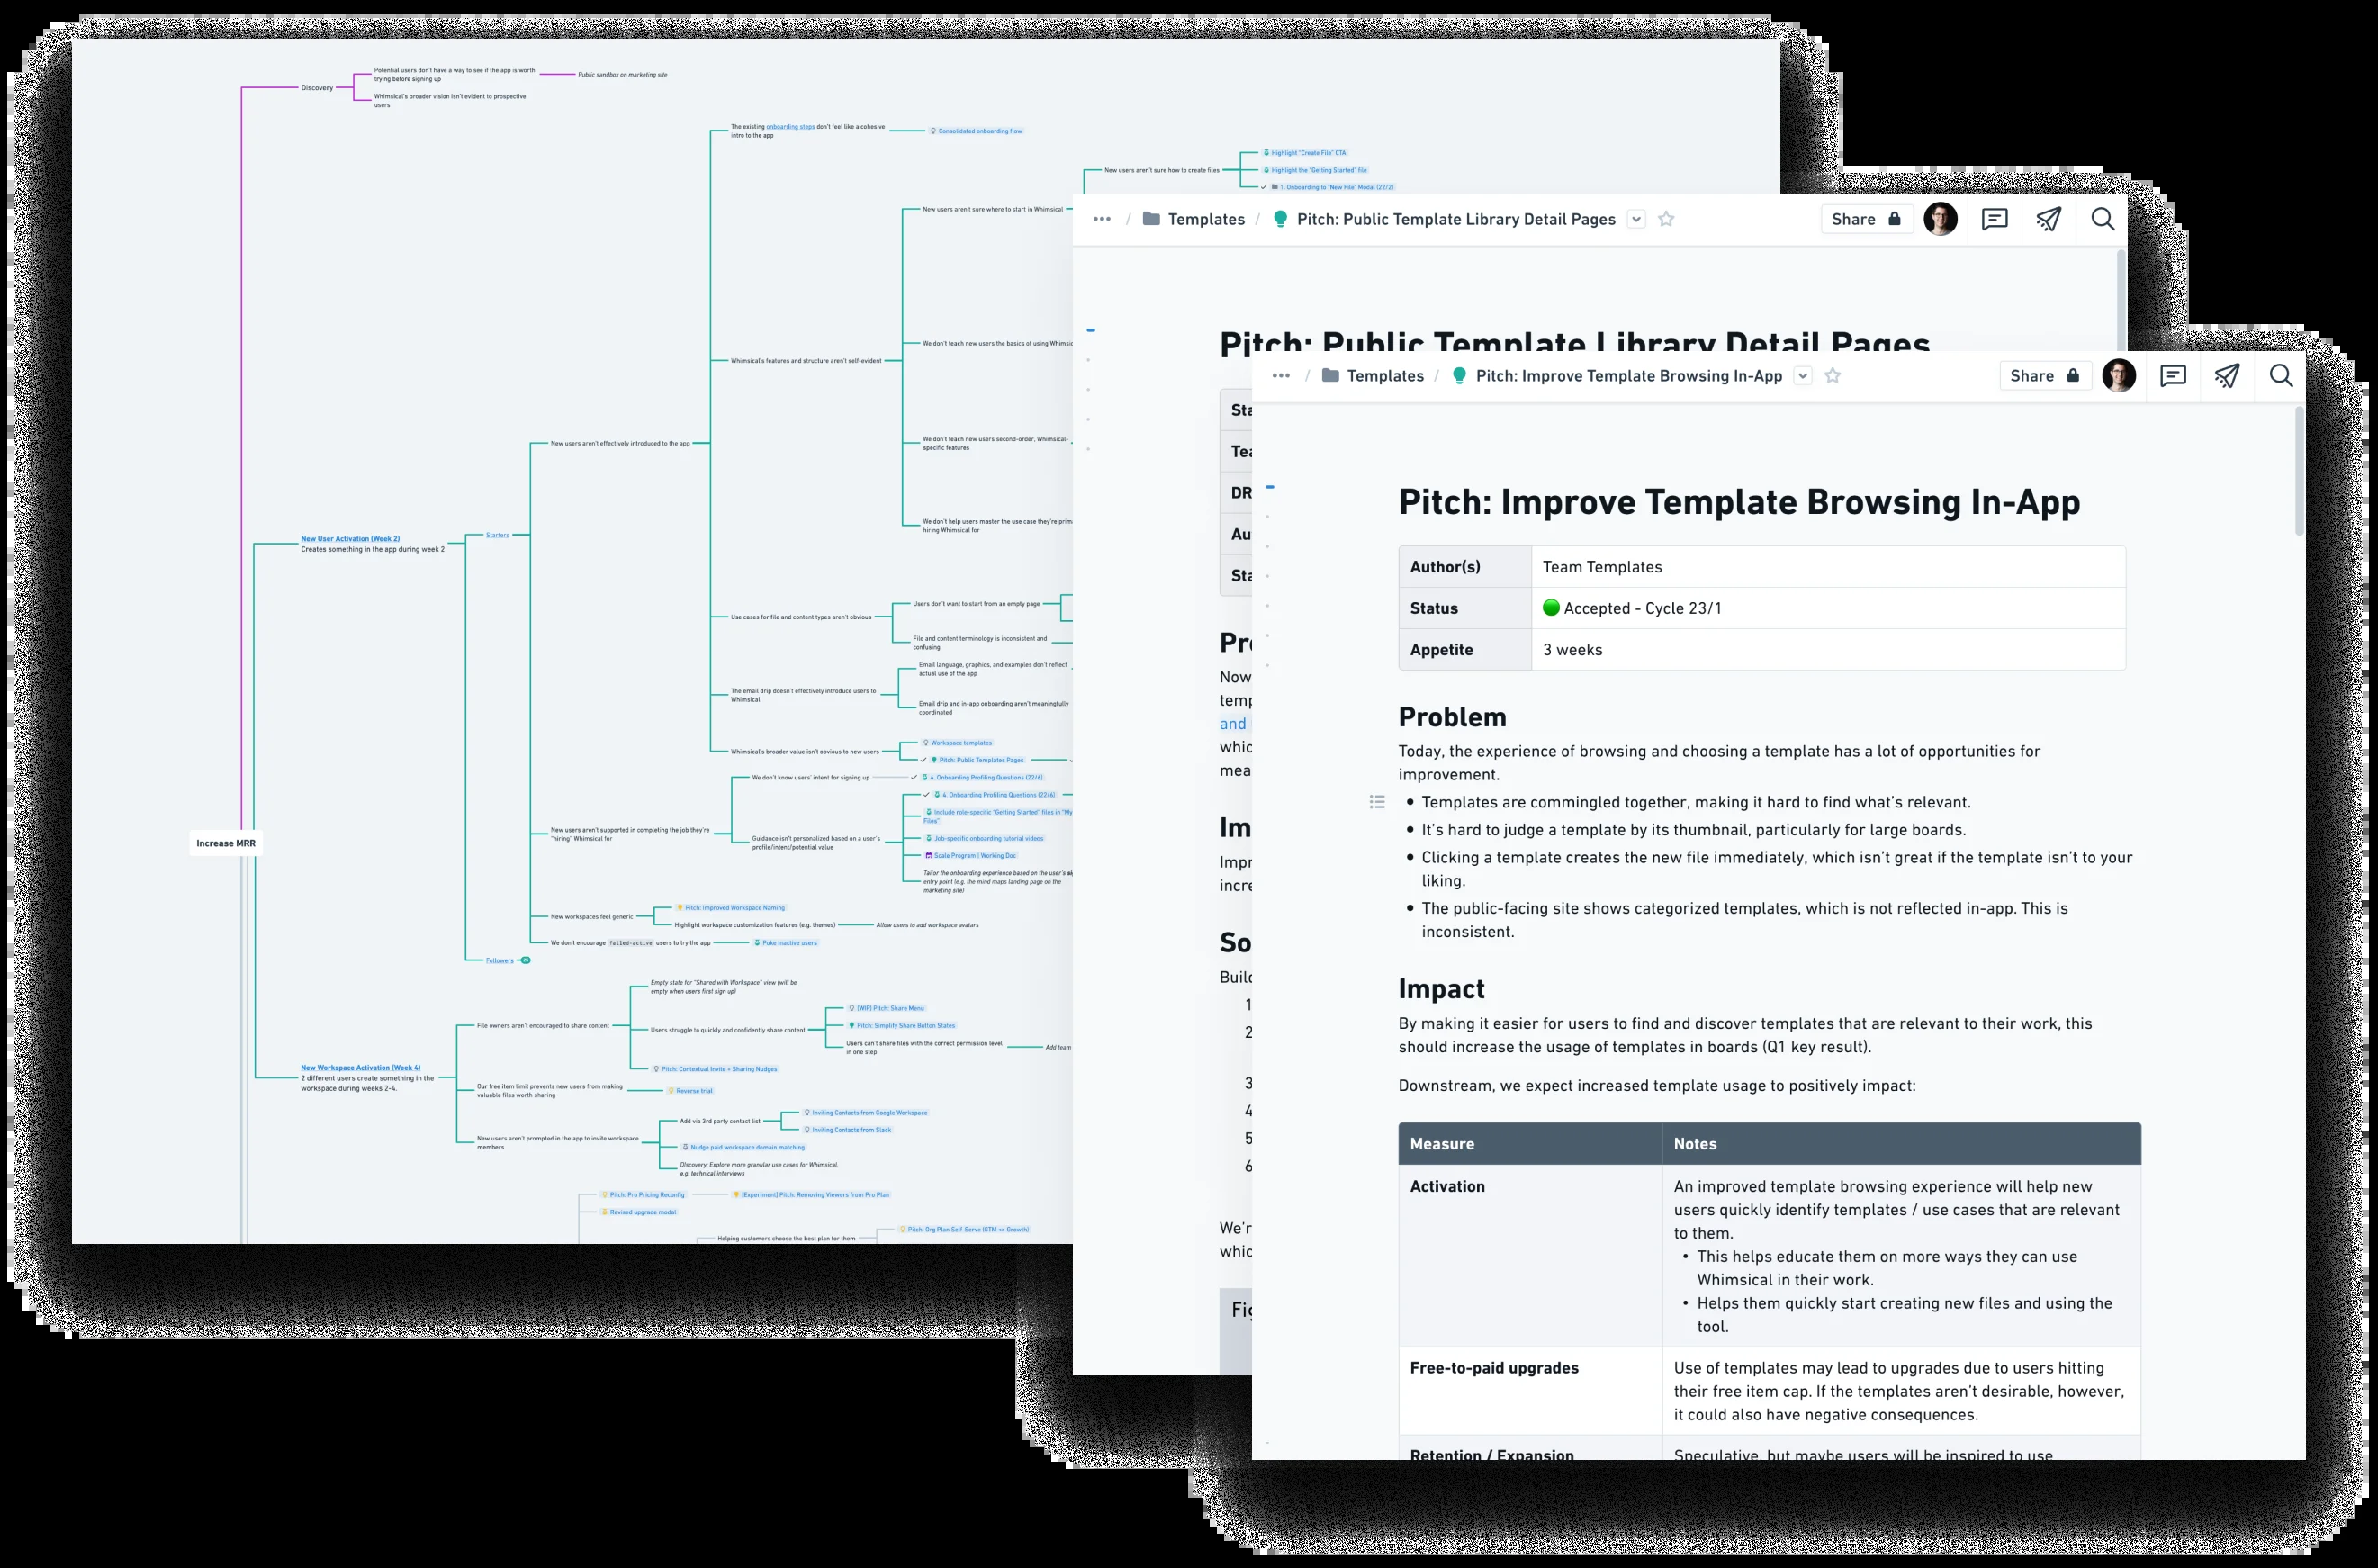 Discovery
Potential users don't have a way to see if the app is worth
trying before signing up
Public sandbox on marketing site
Whimsical's broader vision isn't evident to prospective
users
Increase MRR
New User Activation (Week 2)
Creates something in the app during week 2
Starters
New users aren't effectively introduced to the app
The existing onboarding steps don't feel like a cohesive
intro to the app
Consolidated onboarding flow
Whimsical's features and structure aren't self-evident
New users aren't sure where to start in Whimsical
New users aren't sure how to create files
Highlight "Create File" CTA
Highlight the "Getting Started" file
1. Onboarding to "New File" Modal (22/2)
We don't teach new users the basics of using
We don't teach new users second-order, Whimsical-
specific features
We don't help users master the use case they're
hiring Whimsical for
Use cases for file and content types aren't obvious
Users don't want to start from an empty page
File and content terminology is inconsistent and
confusing
The email drip doesn't effectively introduce users to
Whimsical
Email language, graphics, and examples don't reflect
actual use of the app
Email drip and in-app onboarding aren't meaningfully
coordinated
Whimsical's broader value isn't obvious to new users
Workspace templates
Pitch: Public Templates Pages
New users aren't supported in completing the job they're
"hiring" Whimsical for
We don't know users' intent for signing up
4. Onboarding Profiling Questions (22/6)
Guidance isn't personalized based on a user's
profile/intent/potential value
4. Onboarding Profiling Questions (22/6)
Include role-specific "Getting Started" files in "My
Files"
Job-specific onboarding tutorial videos
Scale Program | Working Doc
Tailor the onboarding experience based on the user's
entry point (e.g. the mind maps landing page on the
marketing site)
New workspaces feel generic
Pitch: Improved Workspace Naming
Highlight workspace customization features (e.g. themes)
Allow users to add workspace avatars
We don't encourage failed-active users to try the app
Poke inactive users
Followers
New Workspace Activation (Week 4)
2 different users create something in the
workspace during weeks 2-4.
File owners aren't encouraged to share content
Empty state for "Shared with Workspace" view (will be
empty when users first sign up)
Users struggle to quickly and confidently share content
[WIP] Pitch: Share Menu
Pitch: Simplify Share Button States
Users can't share files with the correct permission level
in one step
Add team
Pitch: Contextual Invite + Sharing Nudges
Our free item limit prevents new users from making
valuable files worth sharing
Reverse trial
New users aren't prompted in the app to invite workspace
members
Add via 3rd party contact list
Inviting Contacts from Google Workspace
Inviting Contacts from Slack
Nudge paid workspace domain matching
Discovery: Explore more granular use cases for Whimsical,
e.g. technical interviews
Pitch: Pro Pricing Reconfig
[Experiment] Pitch: Removing Viewers from Pro Plan
Revised upgrade modal
Pitch: Org Plan Self-Serve (GTM <> Growth)
Helping customers choose the best plan for them
... / Templates / Pitch: Public Template Library Detail Pages
Share
Pitch: Public Template Library Detail Pages
DR
Now
and
Build
1
2
3
4
5
6
... / Templates / Pitch: Improve Template Browsing In-App
Share
Pitch: Improve Template Browsing In-App
Author(s) Team Templates
Status Accepted - Cycle 23/1
Appetite 3 weeks
Problem
Today, the experience of browsing and choosing a template has a lot of opportunities for
improvement.
• Templates are commingled together, making it hard to find what's relevant.
• It's hard to judge a template by its thumbnail, particularly for large boards.
• Clicking a template creates the new file immediately, which isn't great if the template isn't to your
liking.
• The public-facing site shows categorized templates, which is not reflected in-app. This is
inconsistent.
Impact
By making it easier for users to find and discover templates that are relevant to their work, this
should increase the usage of templates in boards (Q1 key result).
Downstream, we expect increased template usage to positively impact:
Measure Notes
Activation An improved template browsing experience will help new
users quickly identify templates / use cases that are relevant
to them.
• This helps educate them on more ways they can use
Whimsical in their work.
• Helps them quickly start creating new files and using the
tool.
Free-to-paid upgrades Use of templates may lead to upgrades due to users hitting
their free item cap. If the templates aren't desirable, however,
it could also have negative consequences.
Retention / Expansion Speculative, but maybe users will be inspired to use